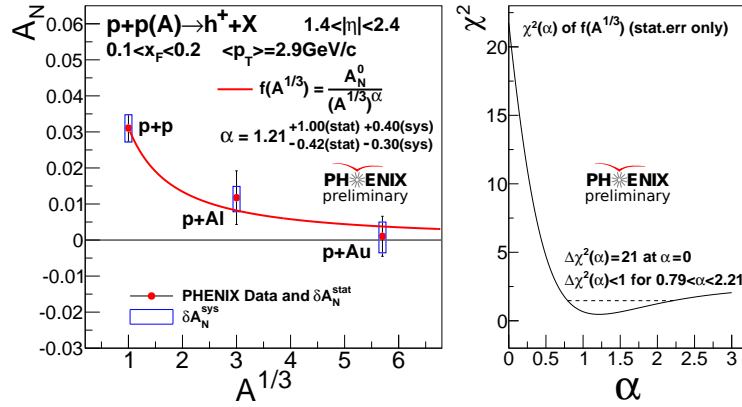 p+p(A)→h⁺+X 1.4<|η|<2.4
0.1<x_F<0.2 <p_T>=2.9GeV/c
f(A^{1/3}) = A_N^0 / (A^{1/3})^α
α = 1.21 +1.00(stat) +0.40(sys)
−0.42(stat) −0.30(sys)
PHENIX
preliminary
p+p
p+Al
p+Au
PHENIX Data and δA_N^{stat}
δA_N^{sys}
A_N
0.06
0.05
0.04
0.03
0.02
0.01
0
−0.01
−0.02
−0.03
1 2 3 4 5 6
A^{1/3}
χ²
χ²(α) of f(A^{1/3}) (stat.err only)
PHENIX
preliminary
Δχ²(α)=21 at α=0
Δχ²(α)<1 for 0.79<α<2.21
20
15
10
5
0
0 0.5 1 1.5 2 2.5 3
α